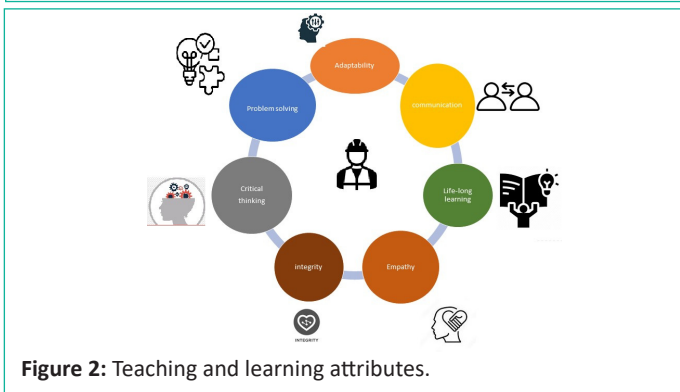 Adaptability
Problem solving
communication
Critical
thinking
Life-long
learning
integrity
Empathy
INTEGRITY
Figure 2: Teaching and learning attributes.